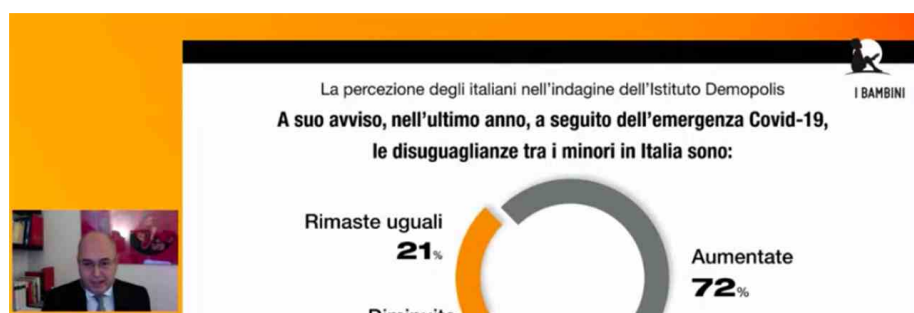 La percezione degli italiani nell'indagine dell'Istituto Demopolis
I BAMBINI
A suo avviso, nell'ultimo anno, a seguito dell'emergenza Covid-19,
le disuguaglianze tra i minori in Italia sono:
Rimaste uguali
21%
Aumentate
72%
Diminuite